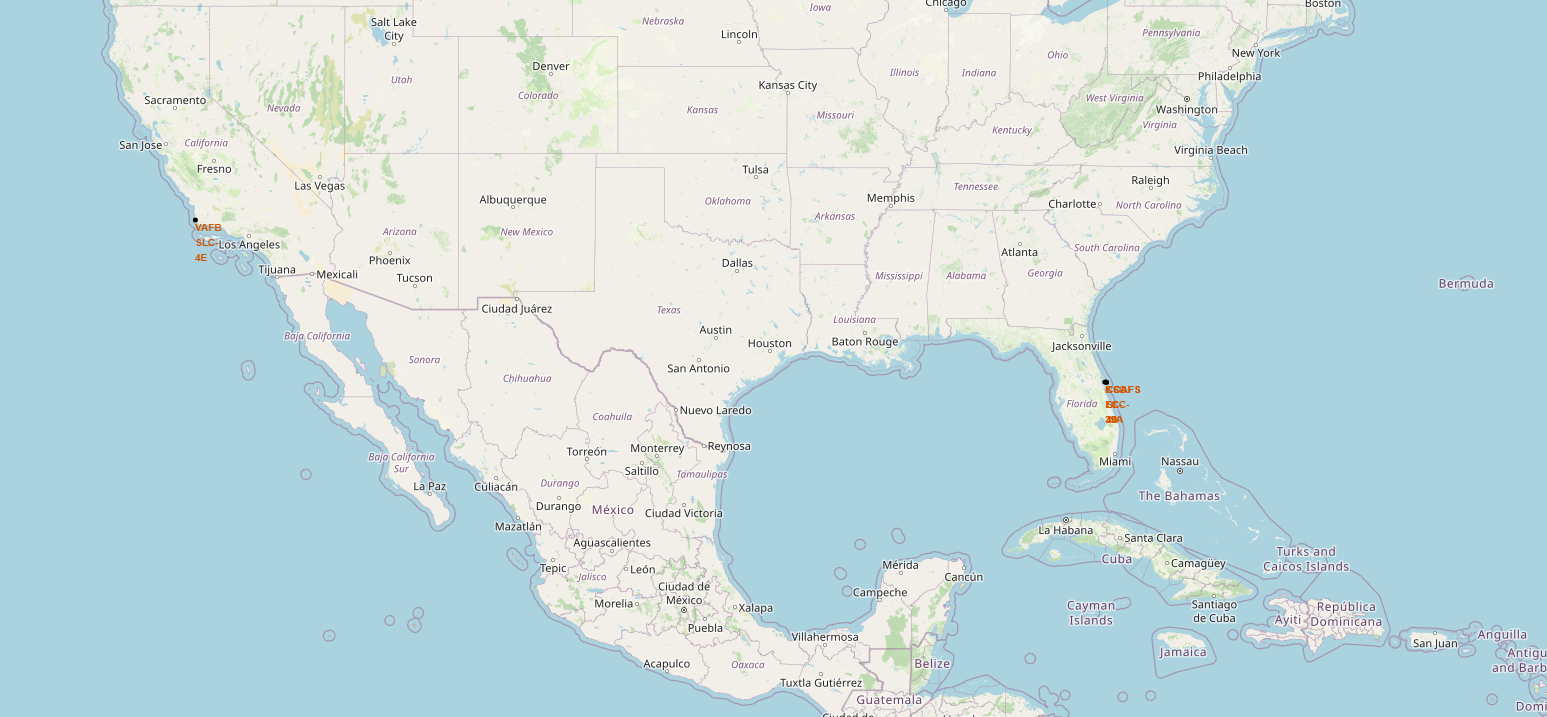 Boston
Chicago
Iowa
Salt Lake
City
Nebraska
Pennsylvania
Lincoln
New York
Ohio
Denver
Utah
Illinois
Indiana
Philadelphia
Kansas City
Colorado
Sacramento
Nevada
Kansas
Missouri
West Virginia
Washington
Virginia
Kentucky
San Jose
California
Virginia Beach
Fresno
Las Vegas
Tulsa
Raleigh
Tennessee
Albuquerque
Oklahoma
Memphis
Charlotte
North Carolina
Arkansas
VAFB
SLC-
4E
Los Angeles
Arizona
New Mexico
South Carolina
Atlanta
Phoenix
Dallas
Tijuana
Mexicali
Tucson
Mississippi
Alabama
Georgia
Bermuda
Ciudad Juárez
Texas
Louisiana
Austin
Baja California
Houston
Baton Rouge
Jacksonville
Sonora
San Antonio
Chihuahua
Florida
Nuevo Laredo
Coahuila
Reynosa
Torreón
Monterrey
Baja California
Sur
Saltillo
Tamaulipas
Miami
Nassau
La Paz
Culiacán
Durango
The Bahamas
Durango
México
Ciudad Victoria
Mazatlán
La Habana
Santa Clara
Aguascalientes
Cuba
Turks and
Caicos Islands
Tepic
León
Mérida
Camagüey
Jalisco
Cancún
Ciudad de
México
Campeche
Morelia
Xalapa
Cayman
Islands
Santiago
de Cuba
República
Dominicana
Ayiti
Puebla
Villahermosa
Anguilla
San Juan
Jamaica
Acapulco
Oaxaca
Belize
Antigu
and Barb
Tuxtla Gutiérrez
Guatemala
Domi
Ciudad de